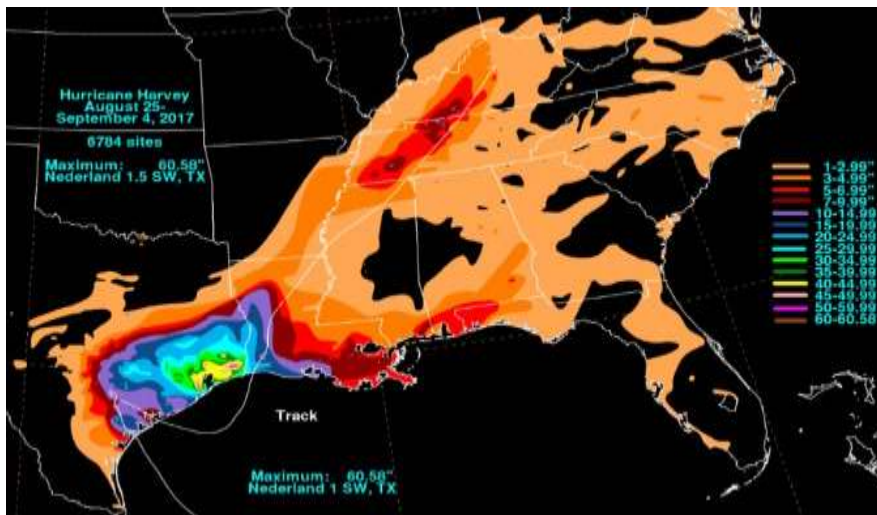 Hurricane Harvey
August 25-
September 4, 2017
6784 sites
Maximum: 60.58"
Nederland 1.5 SW, TX
1-2.99"
3-4.99"
5-6.99"
7-9.99"
10-14.99
15-19.99
20-24.99
25-29.99
30-34.99
35-39.99
40-44.99
45-49.99
50-59.99
60-60.58
Track
Maximum: 60.58"
Nederland 1 SW, TX